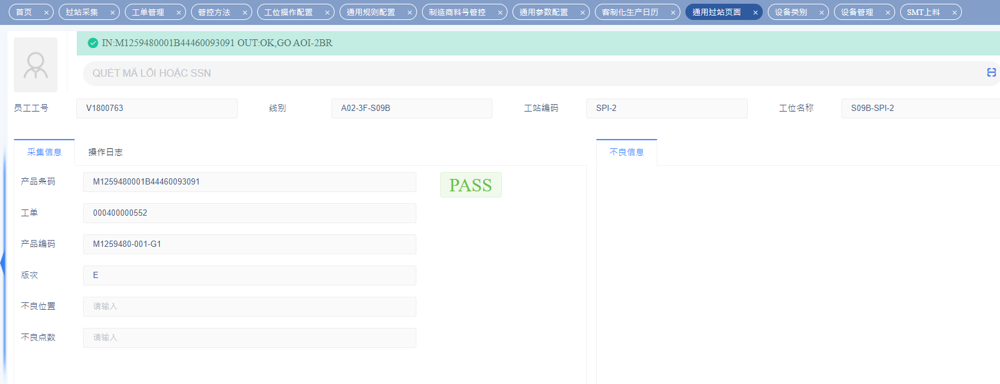 首页 × 过站采集 × 工单管理 × 管控方法 × 工位操作配置 × 通用规则配置 × 制造商料号管控 × 通用参数配置 × 客制化生产日历 × 通用过站页面 × 设备类别 × 设备管理 × SMT上料 ×
IN:M1259480001B44460093091 OUT:OK,GO AOI-2BR
QUÉT MÃ LỖI HOẶC SSN
员工工号 V1800763 线别 A02-3F-S09B 工站编码 SPI-2 工位名称 S09B-SPI-2
采集信息 操作日志 不良信息
产品条码 M1259480001B44460093091 PASS
工单 000400000552
产品编码 M1259480-001-G1
版次 E
不良位置 请输入
不良点数 请输入